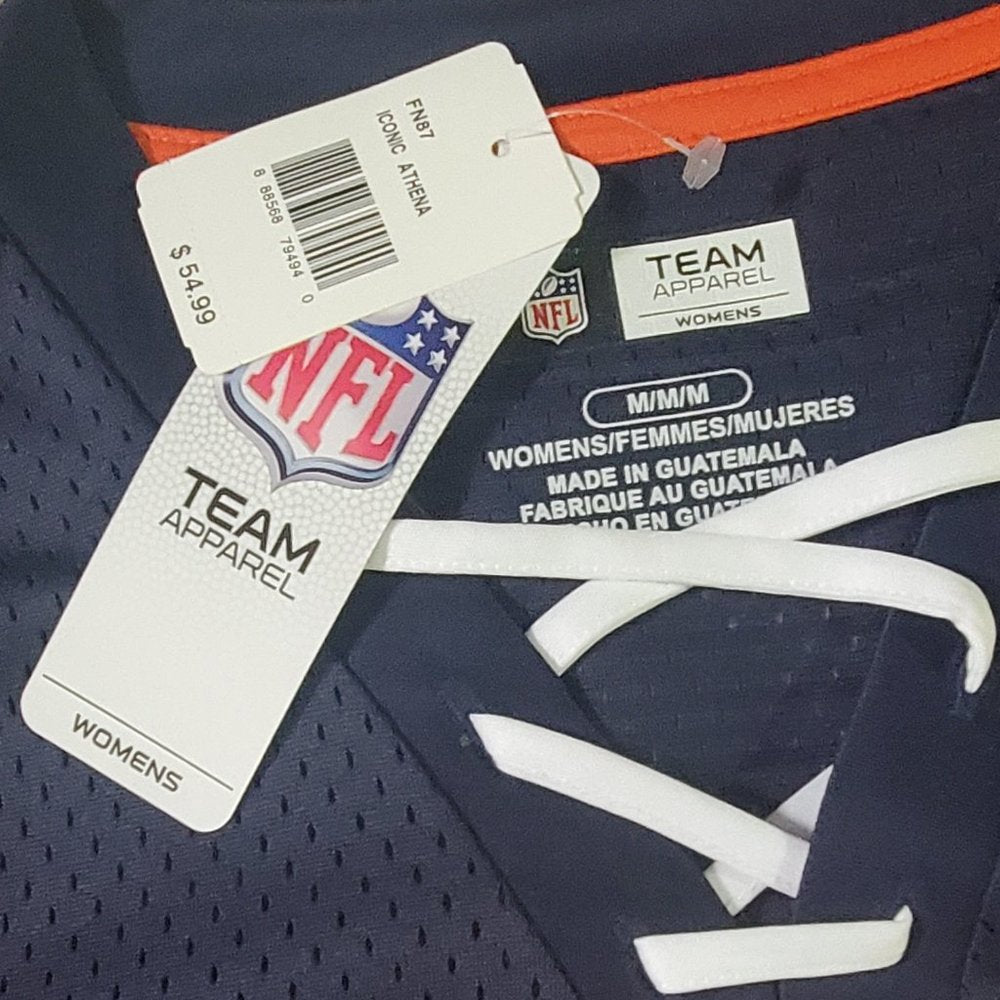 FN87
ICONIC ATHENA
8 88568 79494 0
$ 54.99
NFL
TEAM
APPAREL
WOMENS
NFL
TEAM
APPAREL
WOMENS
M/M/M
WOMENS/FEMMES/MUJERES
MADE IN GUATEMALA
FABRIQUE AU GUATEMALA
EN